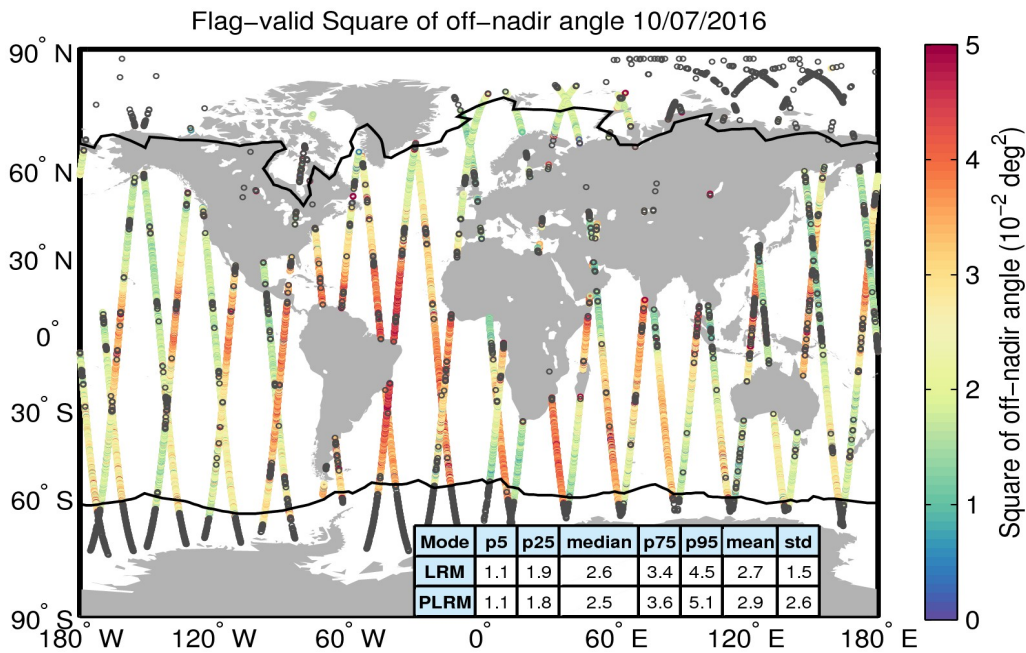 Flag−valid Square of off−nadir angle 10/07/2016
90° N
60° N
30° N
0°
30° S
60° S
90° S
180° W
120° W
60° W
0°
60° E
120° E
180° E
Mode p5 p25 median p75 p95 mean std
LRM 1.1 1.9 2.6 3.4 4.5 2.7 1.5
PLRM 1.1 1.8 2.5 3.6 5.1 2.9 2.6
5
4
3
2
1
0
Square of off−nadir angle (10⁻² deg²)